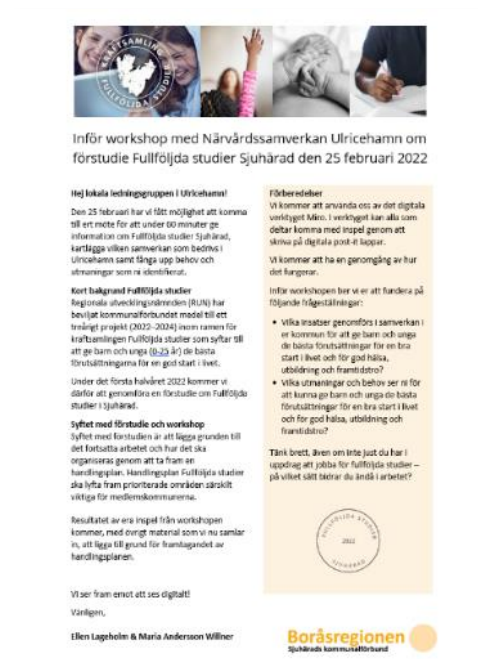 KRAFTSAMLING
FULLFÖLJDA STUDIER
Inför workshop med Närvårdssamverkan Ulricehamn om
förstudie Fullföljda studier Sjuhärad den 25 februari 2022
Hej lokala ledningsgruppen i Ulricehamn!
Den 25 februari har vi fått möjlighet att komma
till ert möte för att under 60 minuter ge
information om Fullföljda studier Sjuhärad,
kartlägga vilken samverkan som bedrivs i
Ulricehamn samt fånga upp behov och
utmaningar som ni identifierat.
Kort bakgrund Fullföljda studier
Regionala utvecklingsnämnden (RUN) har
beviljat kommunalförbundet medel till ett
treårigt projekt (2022–2024) inom ramen för
kraftsamlingen Fullföljda studier som syftar till
att ge barn och unga (0-25 år) de bästa
förutsättningarna för en god start i livet.
Under det första halvåret 2022 kommer vi
därför att genomföra en förstudie om Fullföljda
studier i Sjuhärad.
Syftet med förstudie och workshop
Syftet med förstudien är att lägga grunden till
det fortsatta arbetet och hur det ska
organiseras genom att ta fram en
handlingsplan. Handlingsplan Fullföljda studier
ska lyfta fram prioriterade områden särskilt
viktiga för medlemskommunerna.
Resultatet av era inspel från workshopen
kommer, med övrigt material som vi nu samlar
in, att ligga till grund för framtagandet av
handlingsplanen.
Vi ser fram emot att ses digitalt!
Vänligen,
Ellen Lageholm & Maria Andersson Willner
Förberedelser
Vi kommer att använda oss av det digitala
verktyget Miro. I verktyget kan alla som
deltar komma med inspel genom att
skriva på digitala post-it lappar.
Vi kommer att ha en genomgång av hur
det fungerar.
Inför workshopen ber vi er att fundera på
följande frågeställningar:
• Vilka insatser genomförs i samverkan i
er kommun för att ge barn och unga
de bästa förutsättningar för en bra
start i livet och för god hälsa,
utbildning och framtidstro?
• Vilka utmaningar och behov ser ni för
att kunna ge barn och unga de bästa
förutsättningar för en bra start i livet
och för god hälsa, utbildning och
framtidstro?
Tänk brett, även om inte just du har i
uppdrag att jobba för fullföljda studier –
på vilket sätt bidrar du ändå i arbetet?
FULLFÖLJDA STUDIER
2022
SJUHÄRAD
Boråsregionen
Sjuhärads kommunalförbund